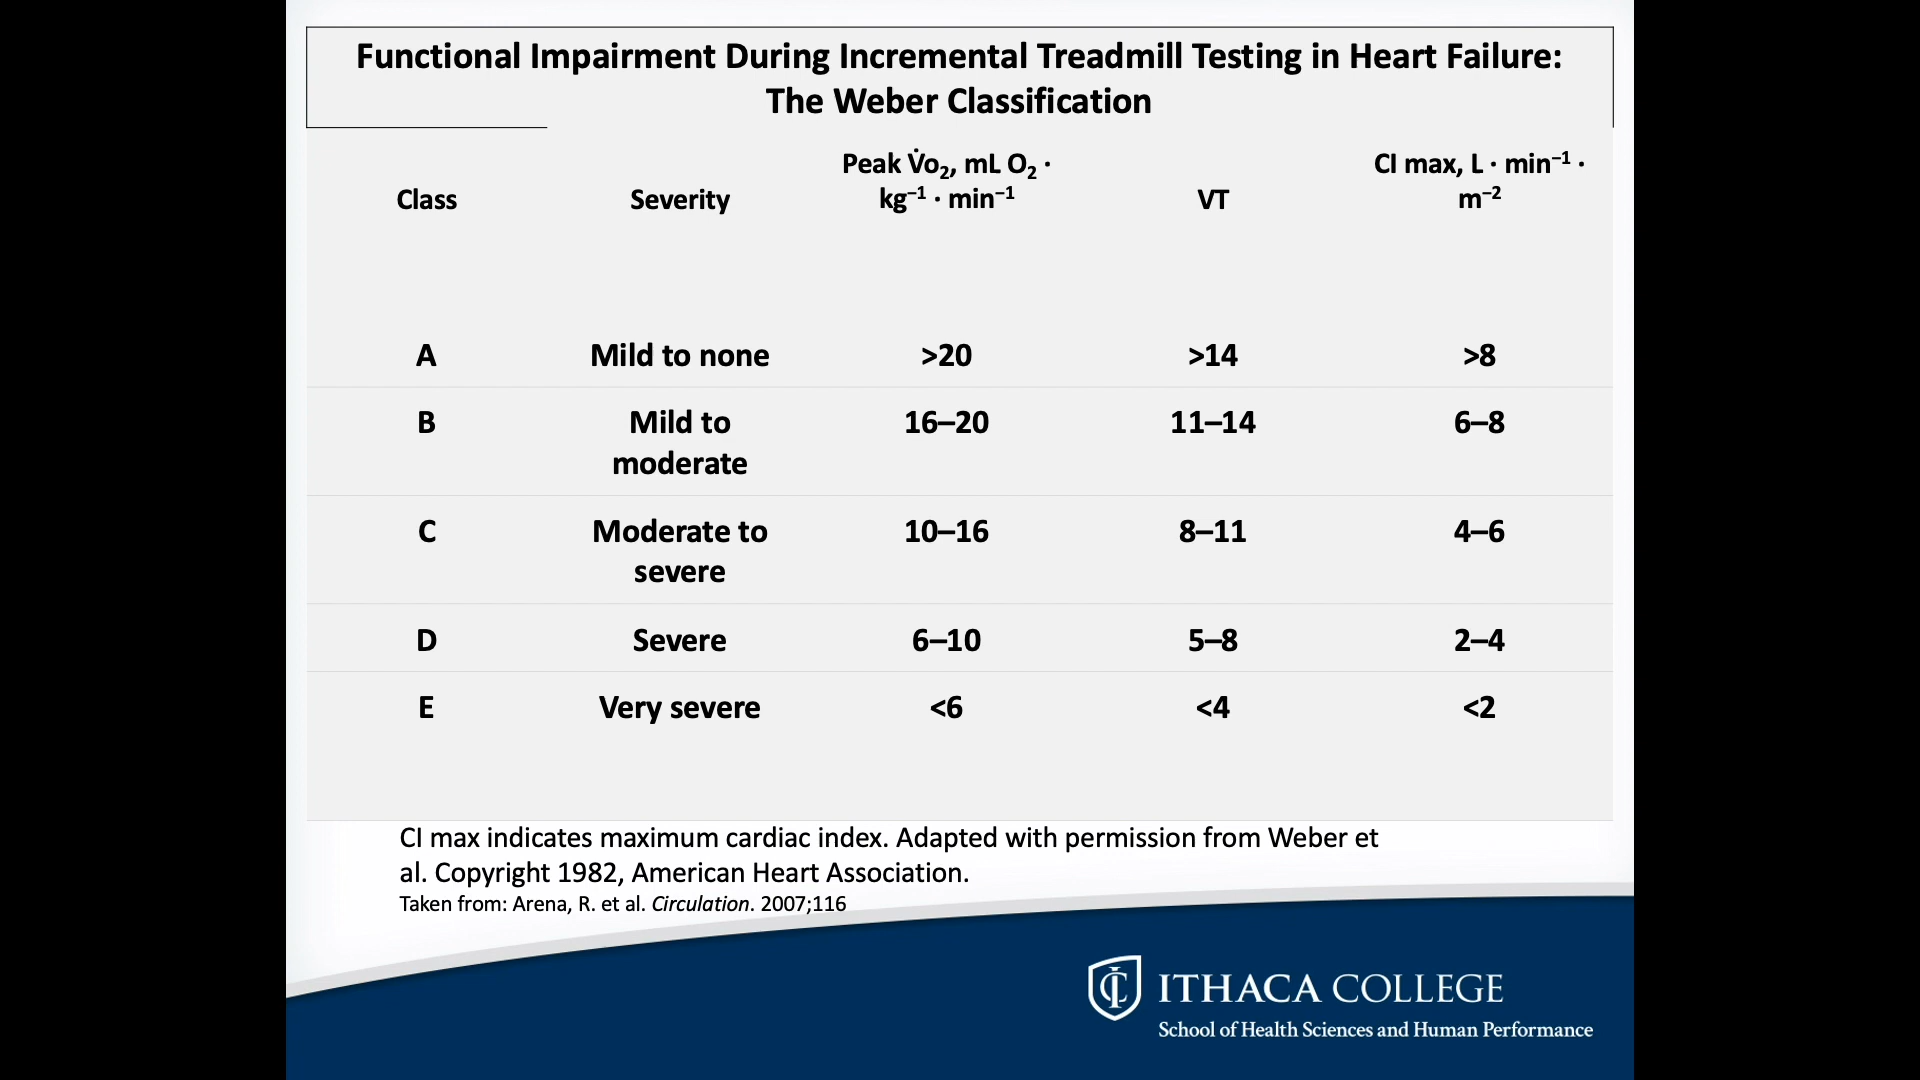 Functional Impairment During Incremental Treadmill Testing in Heart Failure:
The Weber Classification
Class Severity Peak V̇o₂, mL O₂ · kg⁻¹ · min⁻¹ VT CI max, L · min⁻¹ · m⁻²
A Mild to none >20 >14 >8
B Mild to moderate 16–20 11–14 6–8
C Moderate to severe 10–16 8–11 4–6
D Severe 6–10 5–8 2–4
E Very severe <6 <4 <2
CI max indicates maximum cardiac index. Adapted with permission from Weber et
al. Copyright 1982, American Heart Association.
Taken from: Arena, R. et al. Circulation. 2007;116
ITHACA COLLEGE
School of Health Sciences and Human Performance